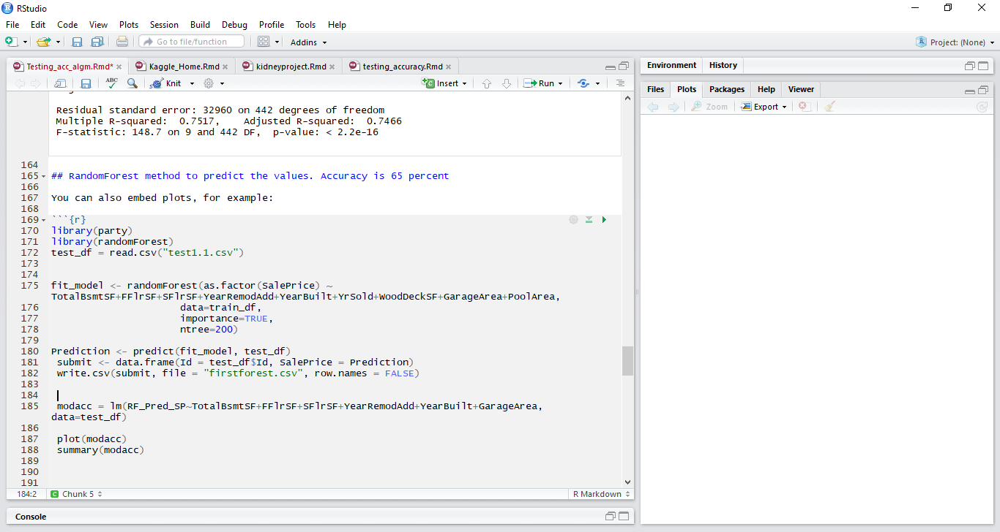 RStudio
File Edit Code View Plots Session Build Debug Profile Tools Help
Go to file/function Addins Project: (None)
Testing_acc_algm.Rmd* Kaggle_Home.Rmd kidneyproject.Rmd testing_accuracy.Rmd
ABC Knit Insert Run
Residual standard error: 32960 on 442 degrees of freedom
Multiple R-squared: 0.7517, Adjusted R-squared: 0.7466
F-statistic: 148.7 on 9 and 442 DF, p-value: < 2.2e-16
164
165 ## RandomForest method to predict the values. Accuracy is 65 percent
166
167 You can also embed plots, for example:
168
169 ```{r}
170 library(party)
171 library(randomForest)
172 test_df = read.csv("test1.1.csv")
173
174
175 fit_model <- randomForest(as.factor(SalePrice) ~
TotalBsmtSF+FFlrSF+SFlrSF+YearRemodAdd+YearBuilt+YrSold+WoodDeckSF+GarageArea+PoolArea,
176 data=train_df,
177 importance=TRUE,
178 ntree=200)
179
180 Prediction <- predict(fit_model, test_df)
181 submit <- data.frame(Id = test_df$Id, SalePrice = Prediction)
182 write.csv(submit, file = "firstforest.csv", row.names = FALSE)
183
184
185 modacc = lm(RF_Pred_SP~TotalBsmtSF+FFlrSF+SFlrSF+YearRemodAdd+YearBuilt+GarageArea,
data=test_df)
186
187 plot(modacc)
188 summary(modacc)
189
190
191
184:2 C Chunk 5 R Markdown
Console
Environment History
Files Plots Packages Help Viewer
Zoom Export